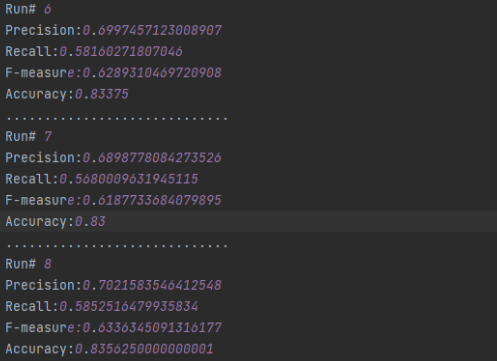 Run# 6
Precision:0.6997457123008907
Recall:0.58160271807046
F-measure:0.6289310469720908
Accuracy:0.83375
.............................
Run# 7
Precision:0.6898778084273526
Recall:0.5680009631945115
F-measure:0.6187733684079895
Accuracy:0.83
.............................
Run# 8
Precision:0.7021583546412548
Recall:0.5852516479935834
F-measure:0.6336345091316177
Accuracy:0.8356250000000001